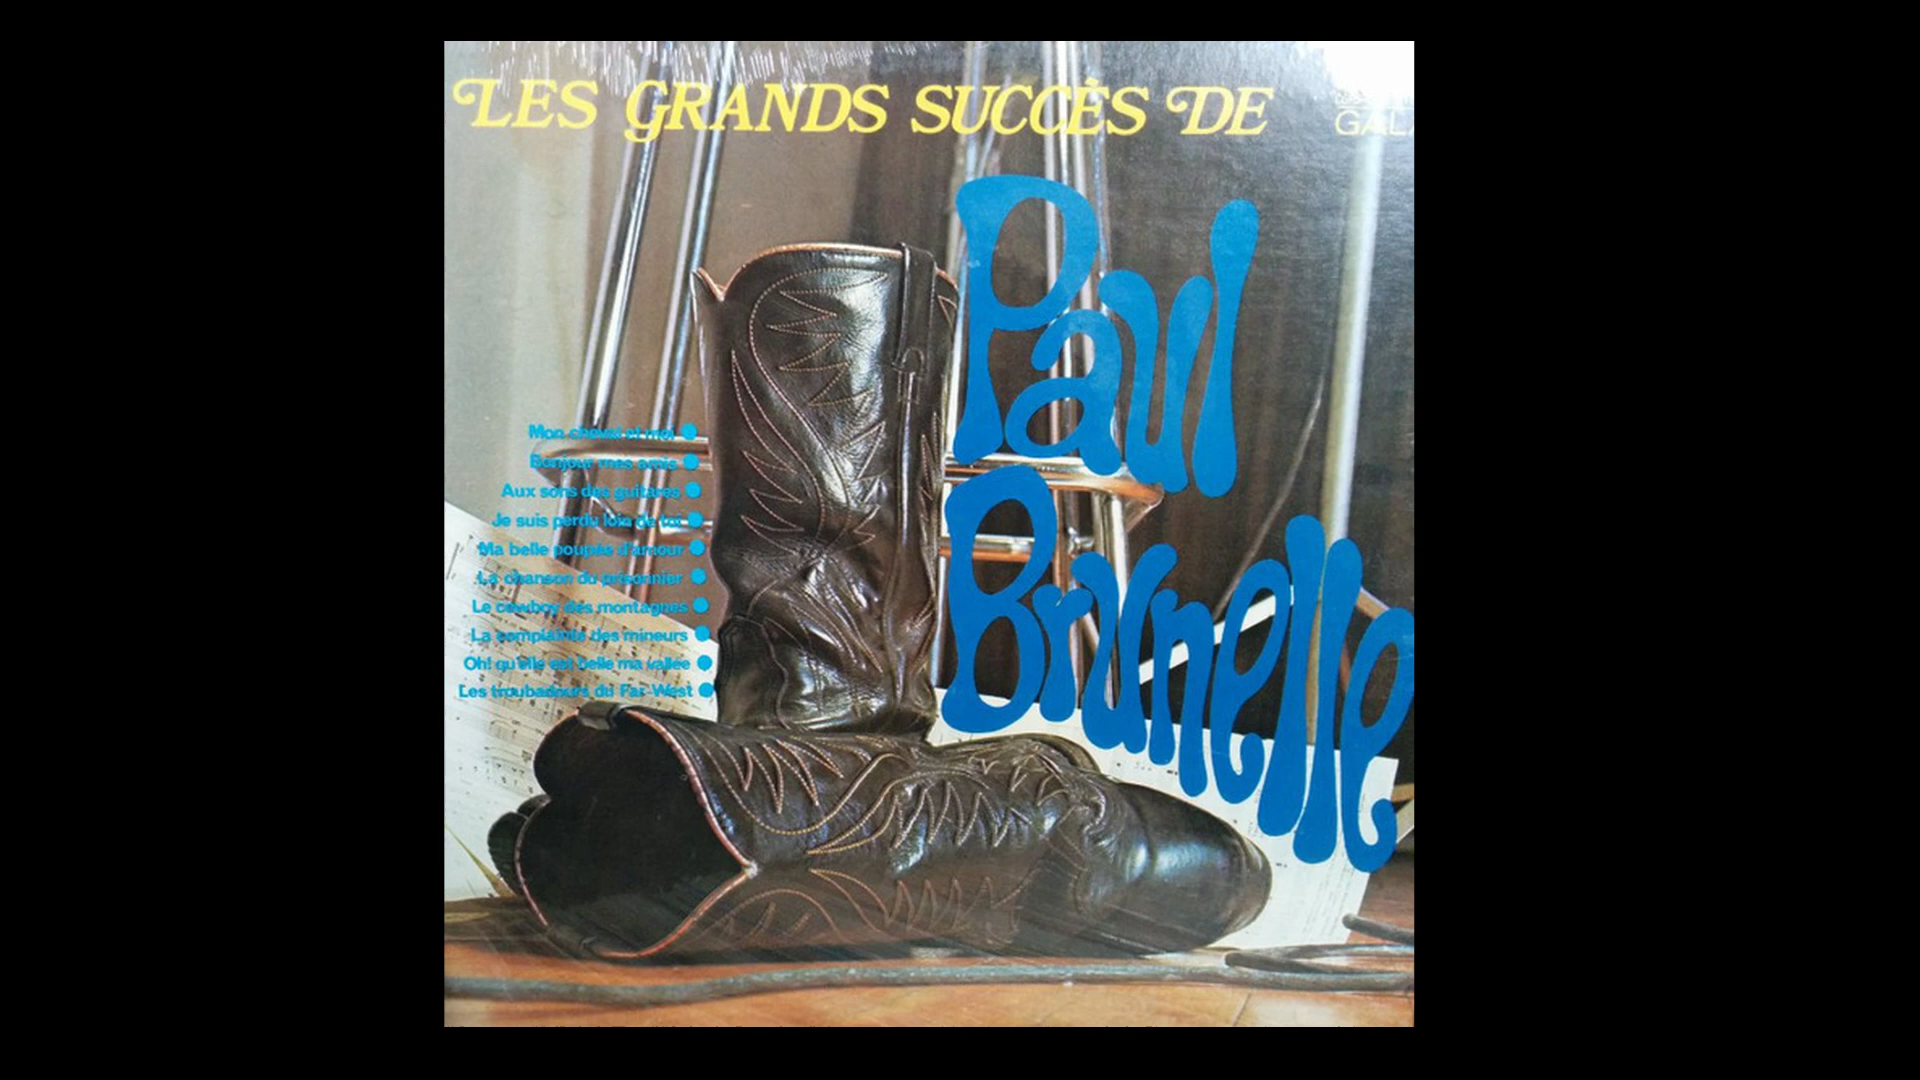 LES GRANDS SUCCÈS DE
GALA
Paul
Brunelle
Mon cheval et moi
Bonjour mes amis
Aux sons des guitares
Je suis perdu loin de toi
Ma belle poupée d'amour
La chanson du prisonnier
Le cowboy des montagnes
La complainte des mineurs
Oh! qu'elle est belle ma vallée
Les troubadours du Far-West